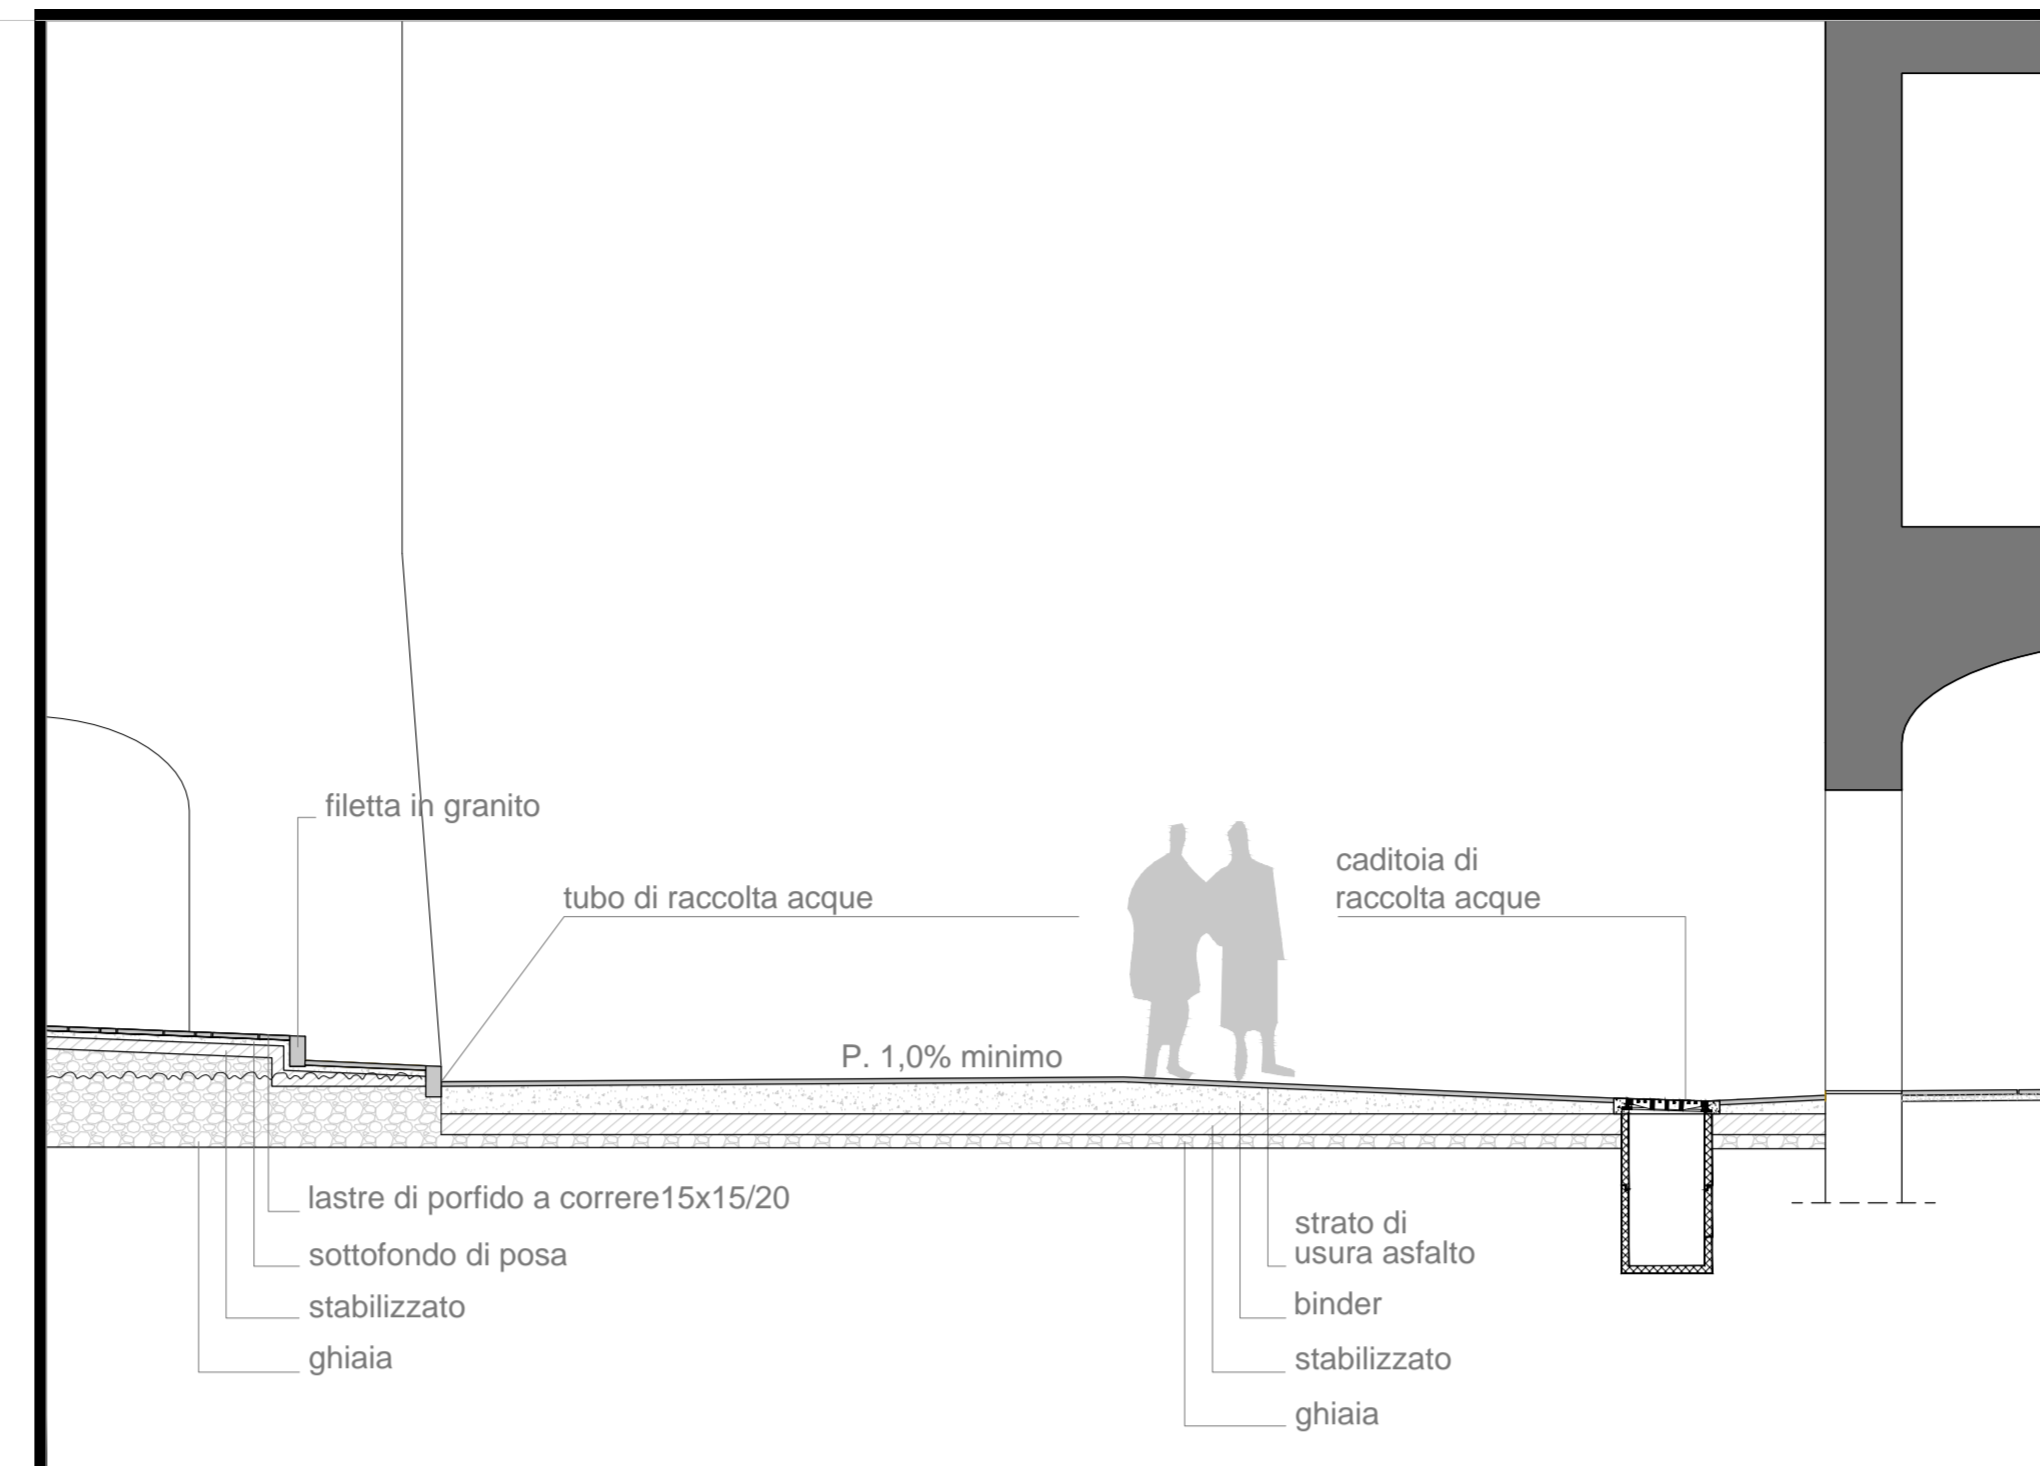 filetta in granito
tubo di raccolta acque
caditoia di
raccolta acque
P. 1,0% minimo
lastre di porfido a correre15x15/20
sottofondo di posa
stabilizzato
ghiaia
strato di
usura asfalto
binder
stabilizzato
ghiaia